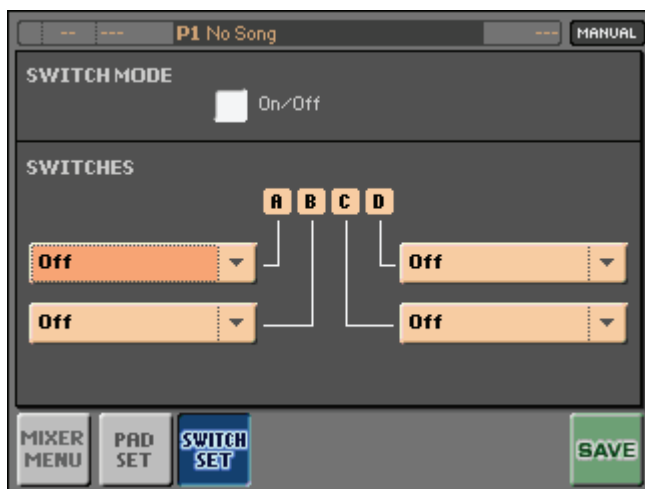 -- --- P1 No Song --- MANUAL
SWITCH MODE
On/Off
SWITCHES
A B C D
Off Off
Off Off
MIXER MENU PAD SET SWITCH SET SAVE